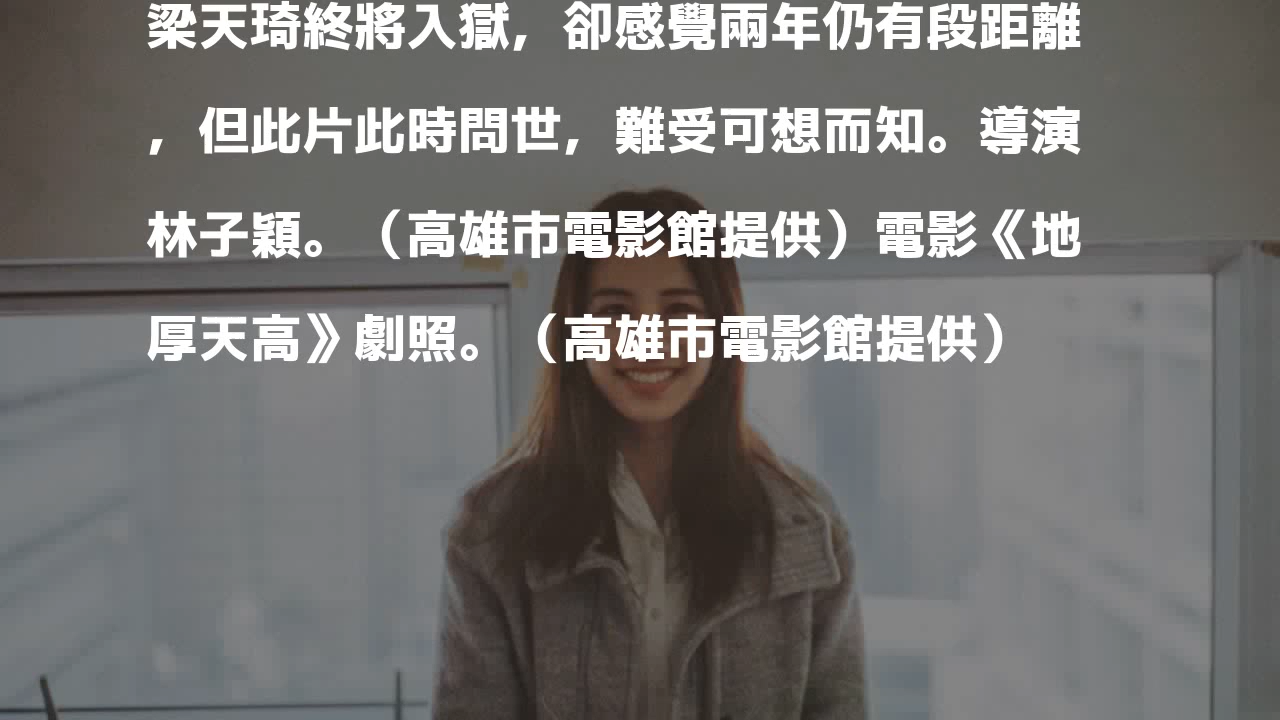 梁天琦終將入獄，卻感覺兩年仍有段距離
，但此片此時問世，難受可想而知。導演
林子穎。（高雄市電影館提供）電影《地
厚天高》劇照。（高雄市電影館提供）